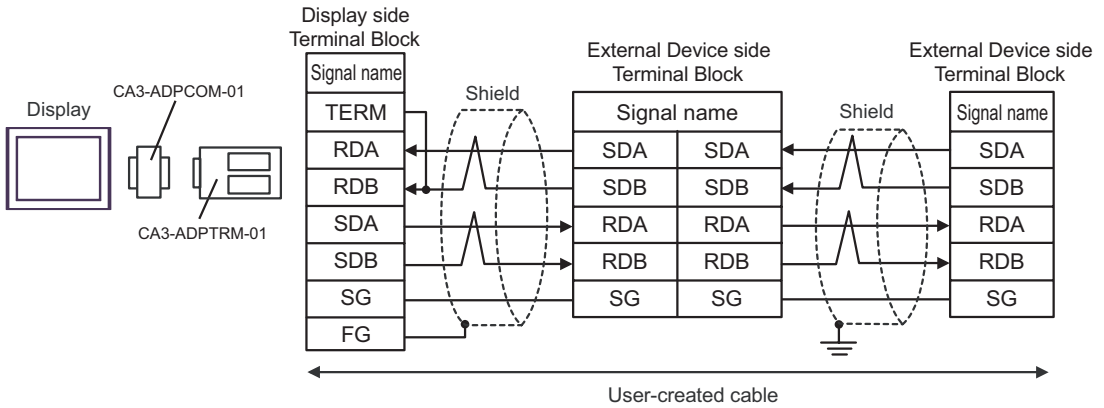 Display side
Terminal Block
Signal name
TERM
RDA
RDB
SDA
SDB
SG
FG
Display
CA3-ADPCOM-01
CA3-ADPTRM-01
Shield
External Device side
Terminal Block
Signal name
SDA SDA
SDB SDB
RDA RDA
RDB RDB
SG SG
Shield
External Device side
Terminal Block
Signal name
SDA
SDB
RDA
RDB
SG
User-created cable